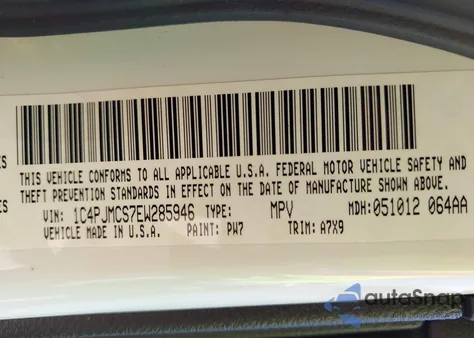 ES
THIS VEHICLE CONFORMS TO ALL APPLICABLE U.S.A. FEDERAL MOTOR VEHICLE SAFETY AND
THEFT PREVENTION STANDARDS IN EFFECT ON THE DATE OF MANUFACTURE SHOWN ABOVE.
ES
VIN: 1C4PJMCS7EW285946 TYPE: MPV MDH: 051012 064AA
VEHICLE MADE IN U.S.A. PAINT: PW7 TRIM: A7X9
autoSnap